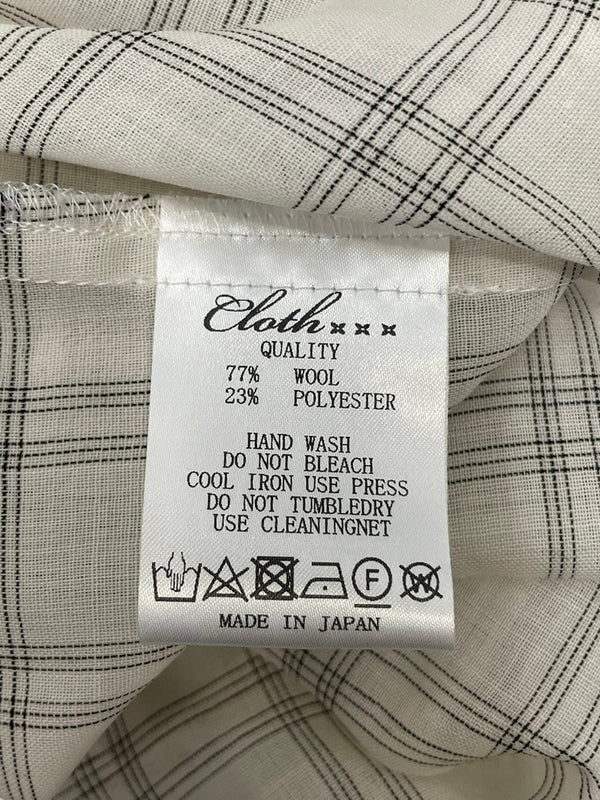 Cloth×××
QUALITY
77% WOOL
23% POLYESTER
HAND WASH
DO NOT BLEACH
COOL IRON USE PRESS
DO NOT TUMBLEDRY
USE CLEANINGNET
F W
MADE IN JAPAN